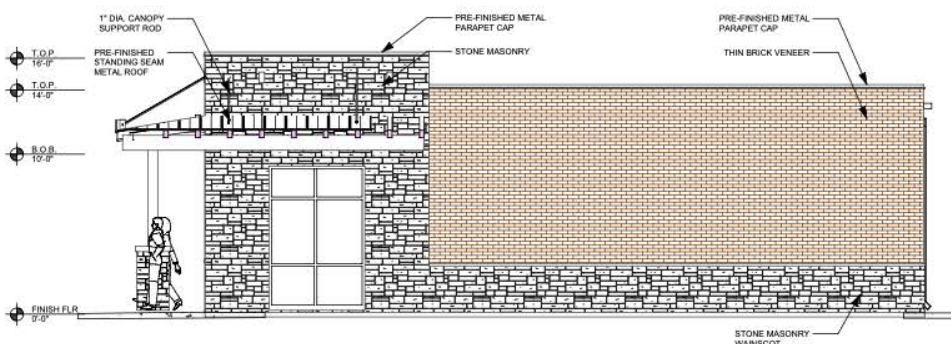 1" DIA. CANOPY
SUPPORT ROD
PRE-FINISHED METAL
PARAPET CAP
PRE-FINISHED METAL
PARAPET CAP
T.O.P.
16'-0"
PRE-FINISHED
STANDING SEAM
METAL ROOF
STONE MASONRY
THIN BRICK VENEER
T.O.P.
14'-0"
B.O.B.
10'-0"
FINISH FLR
0'-0"
STONE MASONRY
WAINSCOT